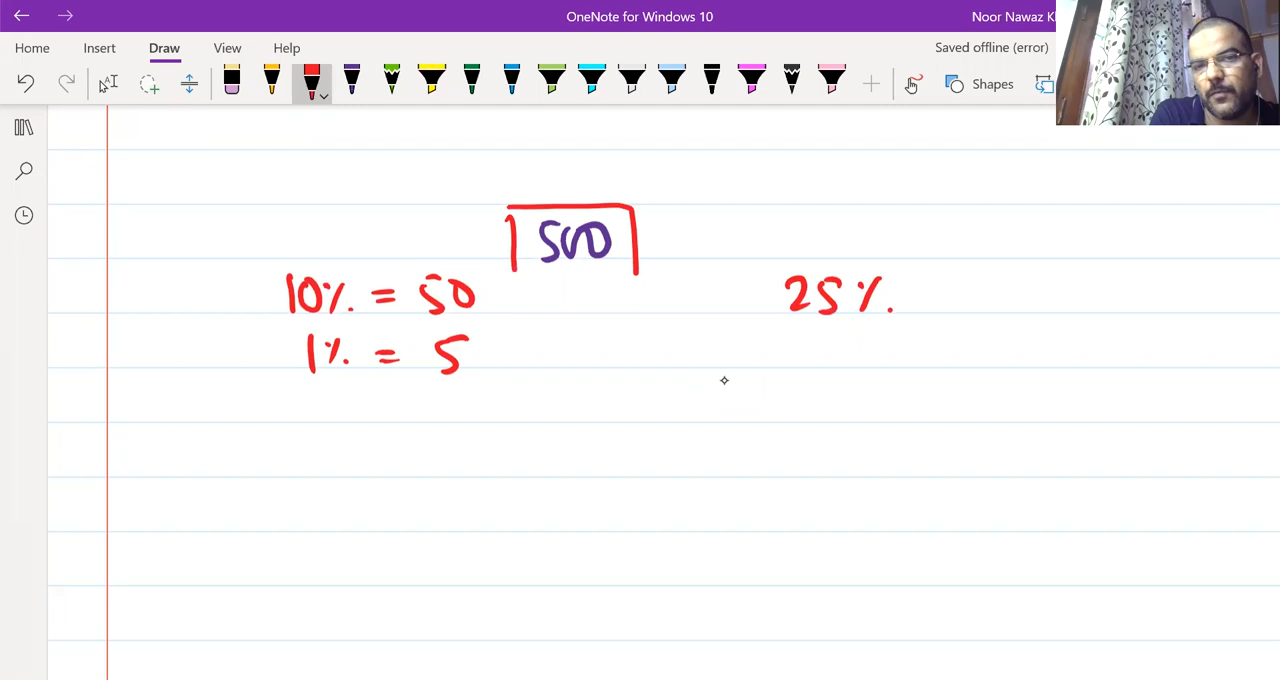 OneNote for Windows 10
Noor Nawaz Kh
Home Insert Draw View Help
Saved offline (error)
Shapes
500
10% = 50
25%.
1% = 5